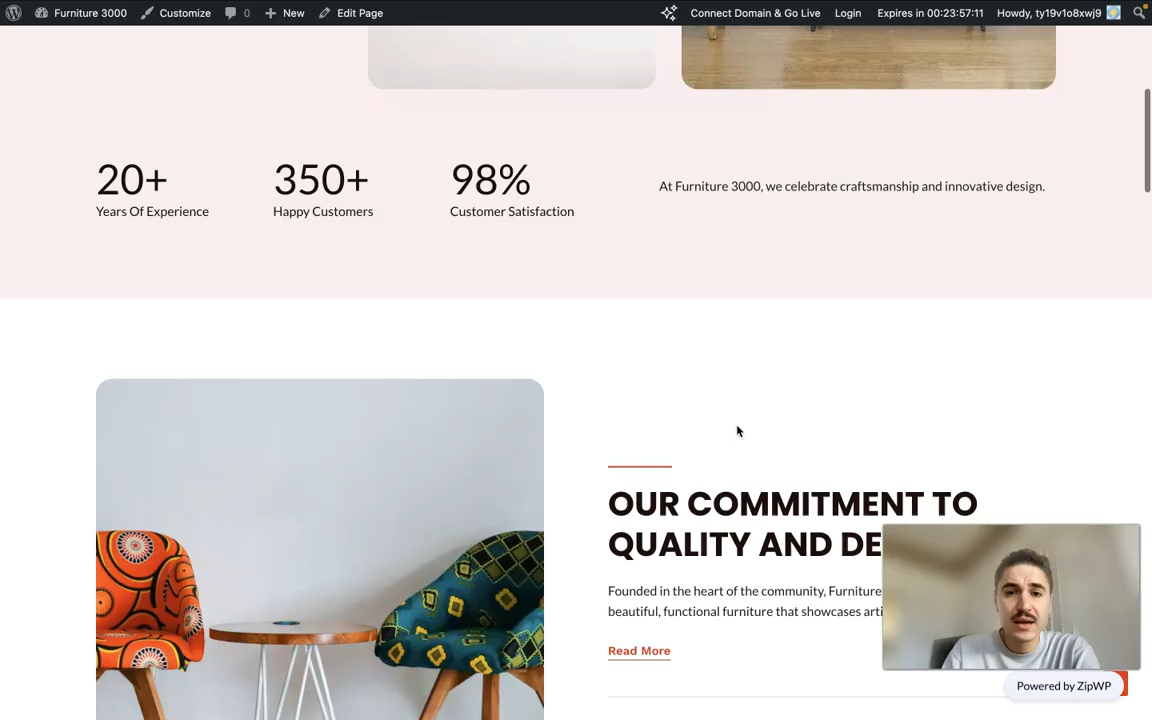 Furniture 3000 Customize 0 New Edit Page Connect Domain & Go Live Login Expires in 00:23:57:11 Howdy, ty19v1o8xwj9
20+ 350+ 98%
Years Of Experience Happy Customers Customer Satisfaction
At Furniture 3000, we celebrate craftsmanship and innovative design.
OUR COMMITMENT TO
QUALITY AND DE
Founded in the heart of the community, Furniture
beautiful, functional furniture that showcases arti
Read More
Powered by ZipWP